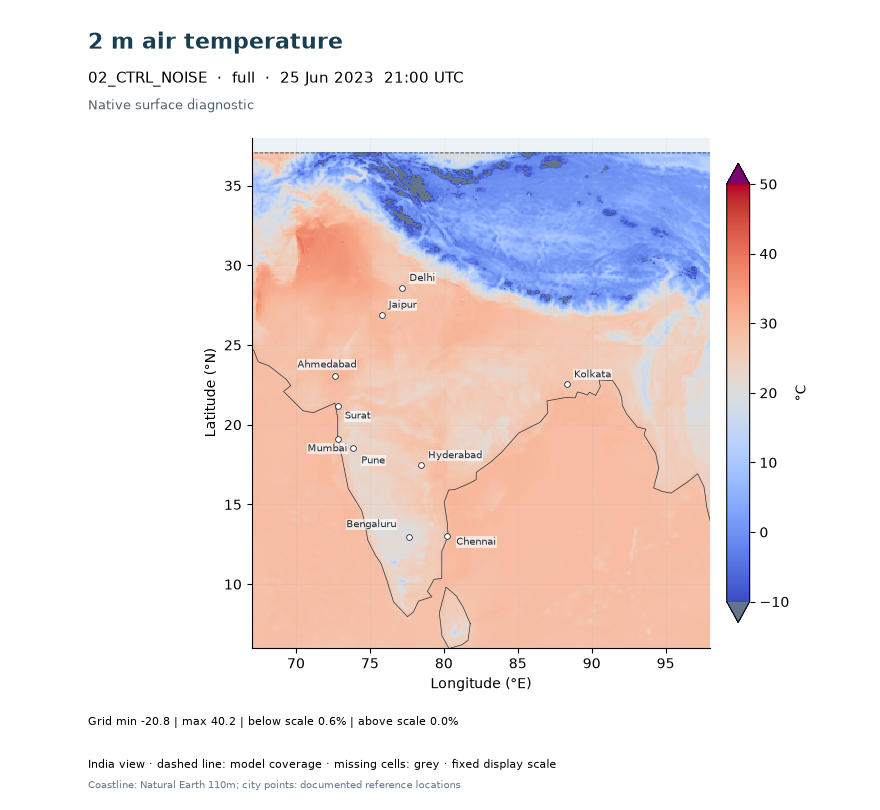 2 m air temperature
02_CTRL_NOISE · full · 25 Jun 2023 21:00 UTC
Native surface diagnostic
35
30
25
20
15
10
Latitude (°N)
Delhi
Jaipur
Ahmedabad
Kolkata
Surat
Mumbai
Pune
Hyderabad
Bengaluru
Chennai
70 75 80 85 90 95
Longitude (°E)
50
40
30
20
10
0
−10
°C
Grid min -20.8 | max 40.2 | below scale 0.6% | above scale 0.0%
India view · dashed line: model coverage · missing cells: grey · fixed display scale
Coastline: Natural Earth 110m; city points: documented reference locations